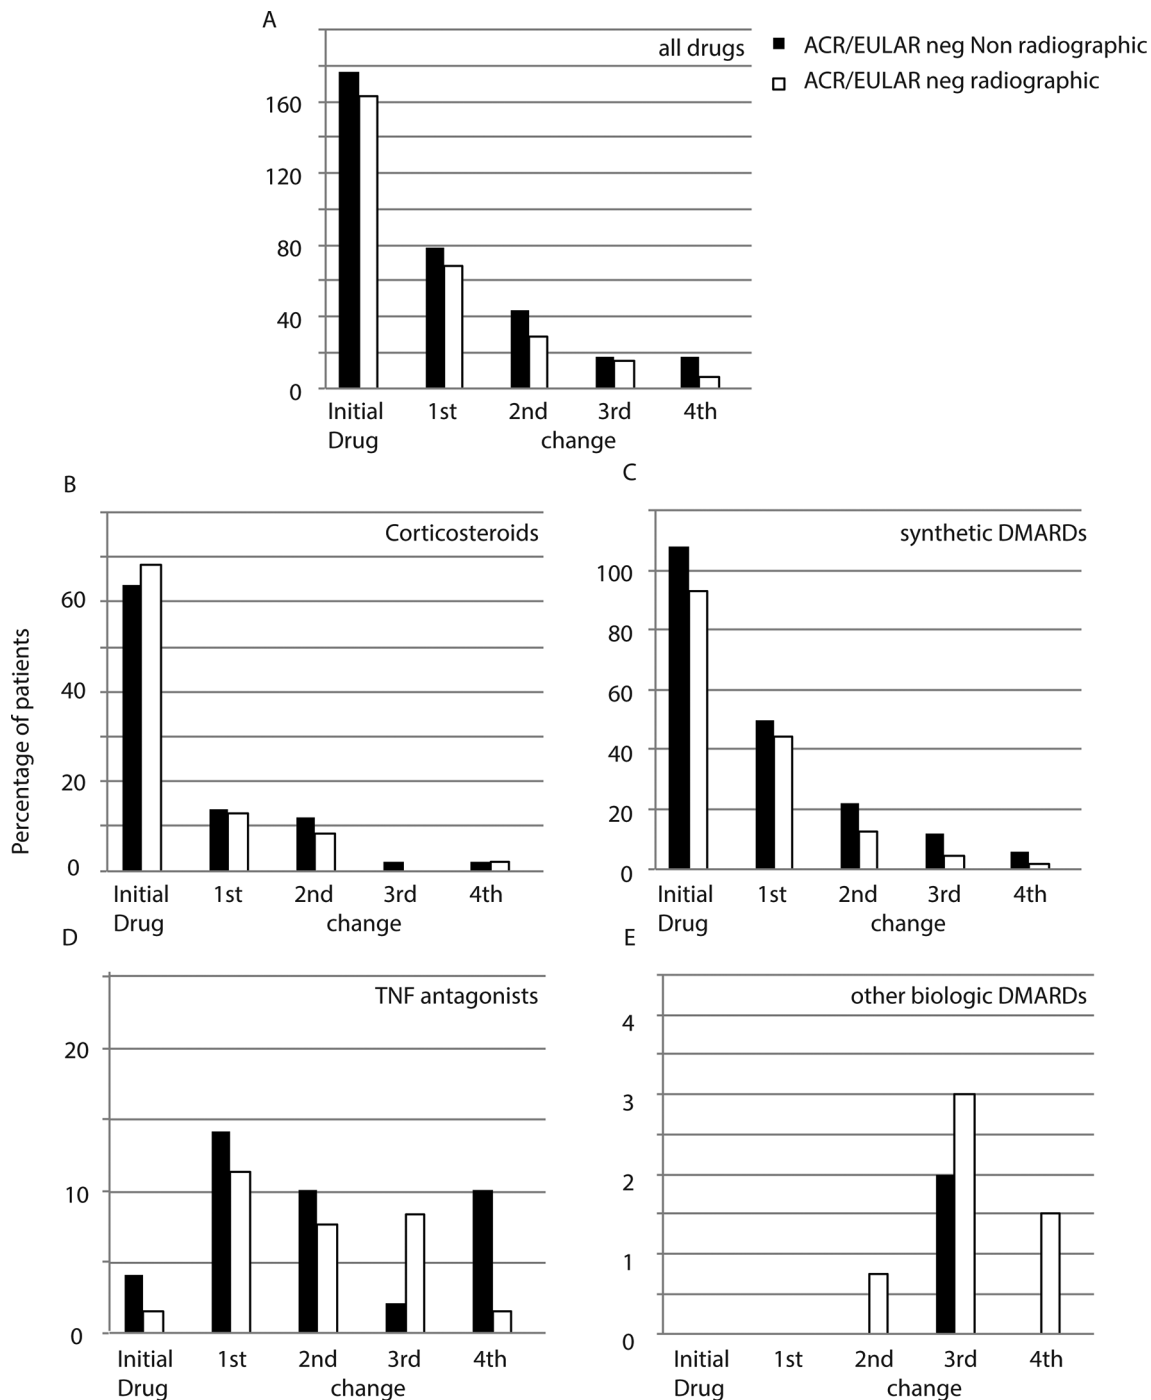 A
all drugs
ACR/EULAR neg Non radiographic
ACR/EULAR neg radiographic
160
120
80
40
0
Initial Drug
1st
2nd
3rd
4th
change
Percentage of patients
B
Corticosteroids
60
40
20
0
Initial Drug
1st
2nd
3rd
4th
change
C
synthetic DMARDs
100
80
60
40
20
0
Initial Drug
1st
2nd
3rd
4th
change
D
TNF antagonists
20
10
0
Initial Drug
1st
2nd
3rd
4th
change
E
other biologic DMARDs
4
3
2
1
0
Initial Drug
1st
2nd
3rd
4th
change